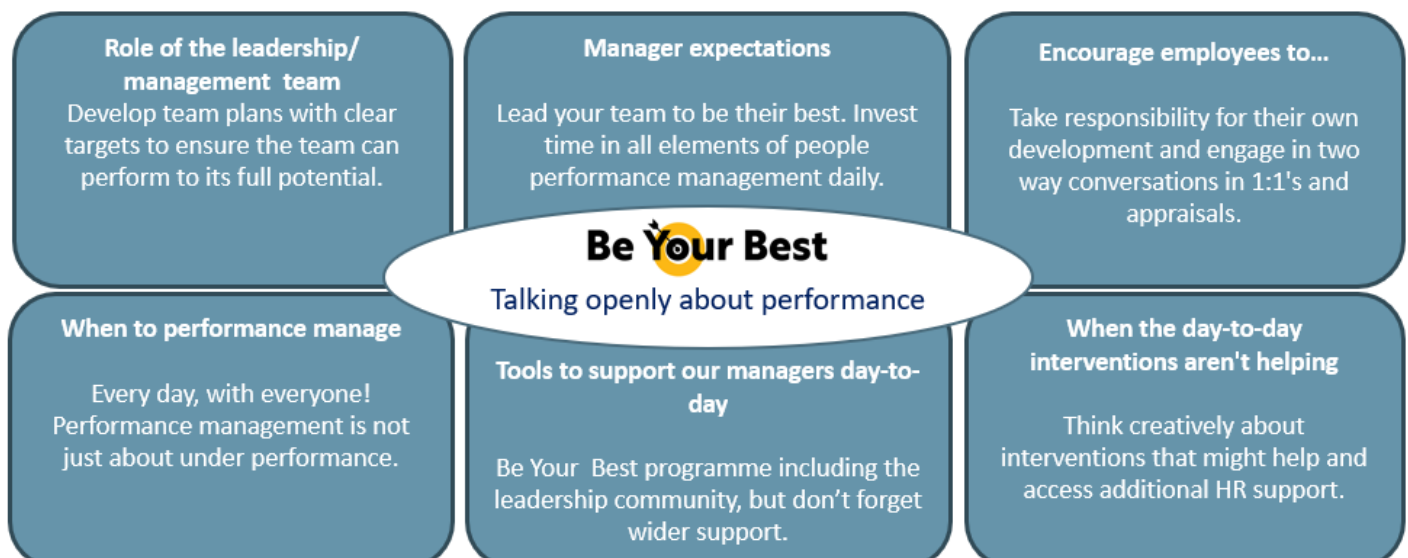 Role of the leadership/
management team
Develop team plans with clear
targets to ensure the team can
perform to its full potential.
Manager expectations
Lead your team to be their best. Invest
time in all elements of people
performance management daily.
Encourage employees to...
Take responsibility for their own
development and engage in two
way conversations in 1:1's and
appraisals.
Be Your Best
Talking openly about performance
When to performance manage
Every day, with everyone!
Performance management is not
just about under performance.
Tools to support our managers day-to-
day
Be Your Best programme including the
leadership community, but don't forget
wider support.
When the day-to-day
interventions aren't helping
Think creatively about
interventions that might help and
access additional HR support.